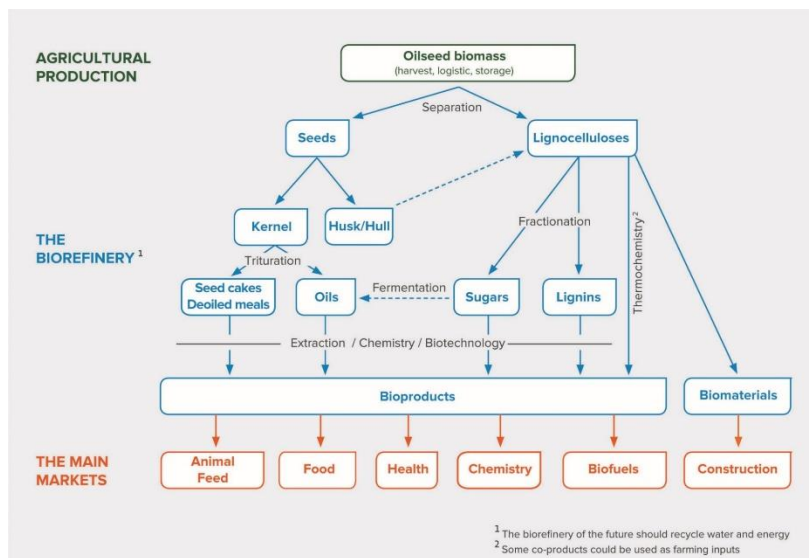 AGRICULTURAL
PRODUCTION
Oilseed biomass
(harvest, logistic, storage)
Separation
Seeds
Lignocelluloses
Kernel
Husk/Hull
Fractionation
Thermochemistry²
THE
BIOREFINERY ¹
Trituration
Seed cakes
Deoiled meals
Oils
Fermentation
Sugars
Lignins
Extraction / Chemistry / Biotechnology
Bioproducts
Biomaterials
THE MAIN
MARKETS
Animal
Feed
Food
Health
Chemistry
Biofuels
Construction
¹ The biorefinery of the future should recycle water and energy
² Some co-products could be used as farming inputs